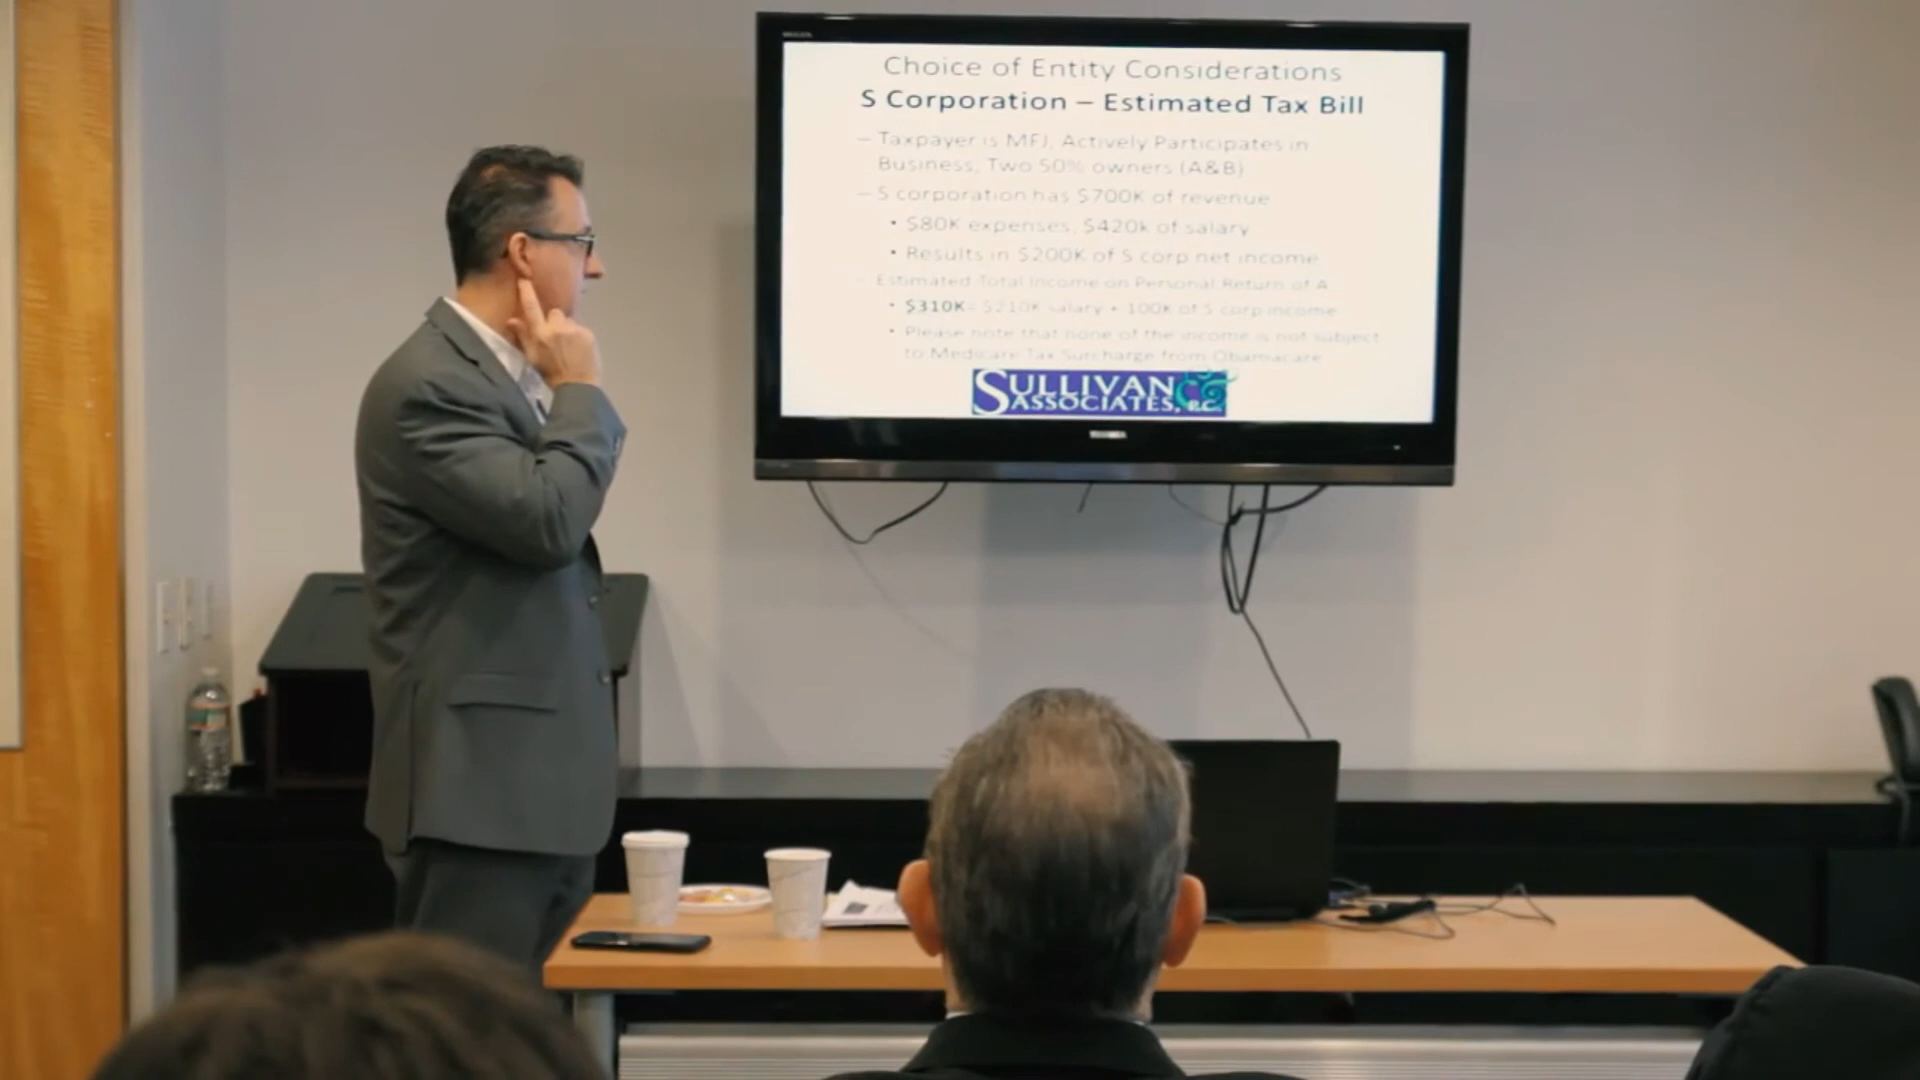 Choice of Entity Considerations
S Corporation – Estimated Tax Bill
– Taxpayer is MFJ, Actively Participates in
Business, Two 50% owners (A&B)
– S corporation has $700K of revenue
• $80K expenses, $420k of salary
• Results in $200K of S corp net income
– Estimated Total Income on Personal Return of A
• $310K= $210K salary + 100K of S corp income
• Please note that none of the income is not subject
to Medicare Tax Surcharge from Obamacare
SULLIVAN &
ASSOCIATES, P.C.